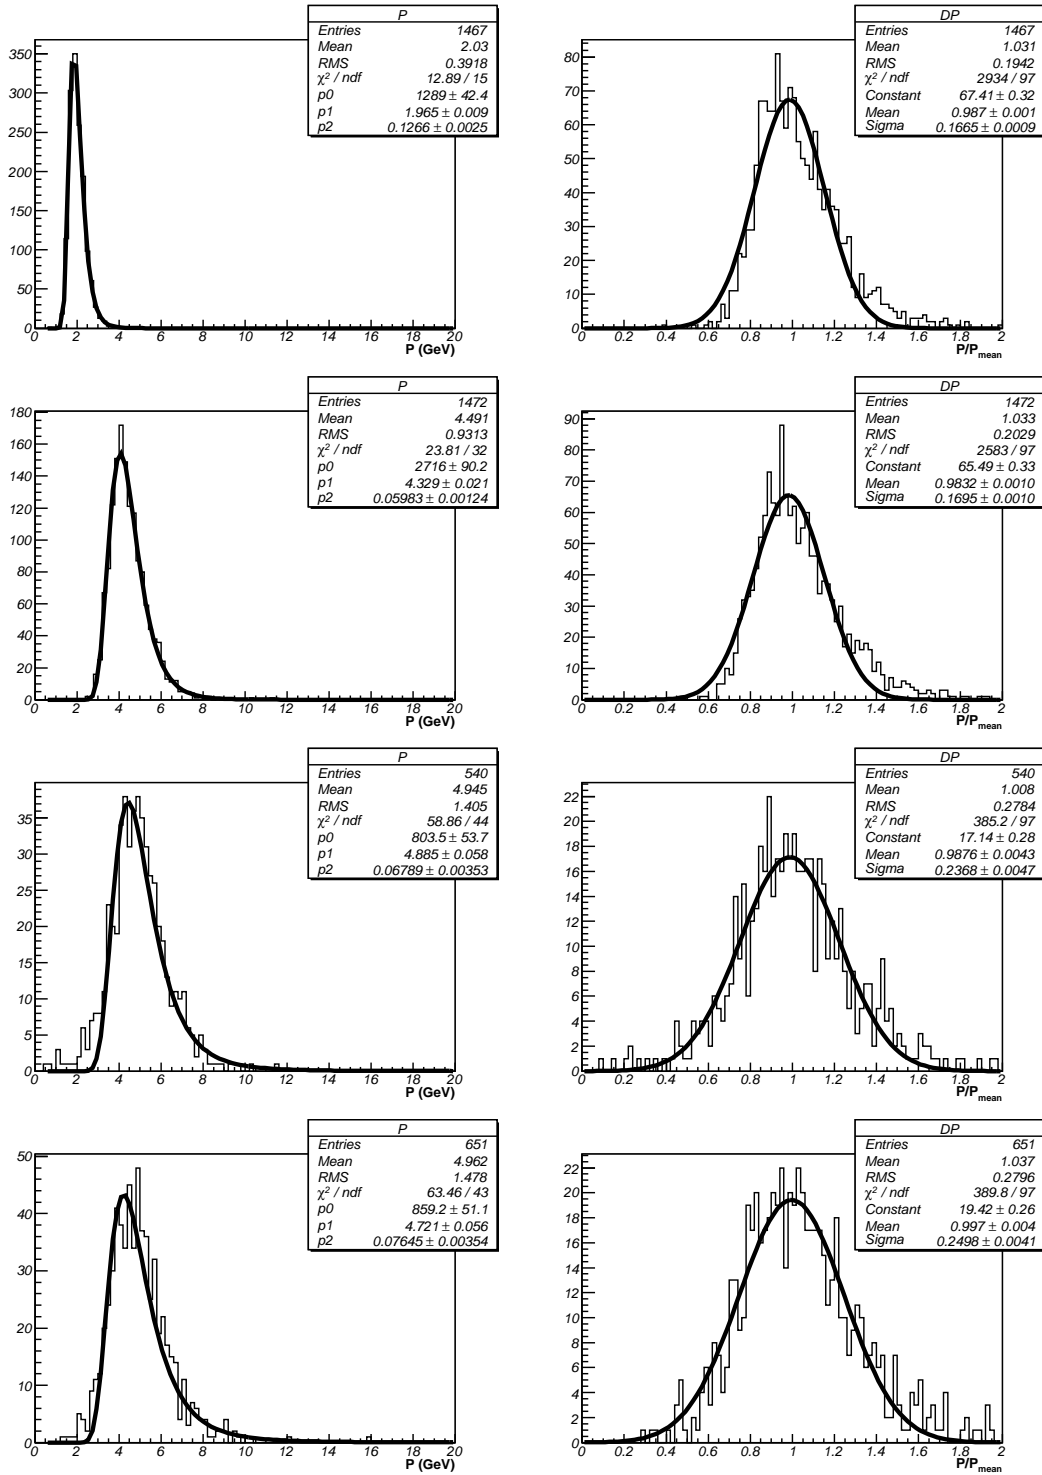 P
Entries 1467
Mean 2.03
RMS 0.3918
χ² / ndf 12.89 / 15
p0 1289 ± 42.4
p1 1.965 ± 0.009
p2 0.1266 ± 0.0025
350
300
250
200
150
100
50
0
0 2 4 6 8 10 12 14 16 18 20
P (GeV)
DP
Entries 1467
Mean 1.031
RMS 0.1942
χ² / ndf 2934 / 97
Constant 67.41 ± 0.32
Mean 0.987 ± 0.001
Sigma 0.1665 ± 0.0009
80
70
60
50
40
30
20
10
0
0 0.2 0.4 0.6 0.8 1 1.2 1.4 1.6 1.8 2
P/Pmean
P
Entries 1472
Mean 4.491
RMS 0.9313
χ² / ndf 23.81 / 32
p0 2716 ± 90.2
p1 4.329 ± 0.021
p2 0.05983 ± 0.00124
180
160
140
120
100
80
60
40
20
0
0 2 4 6 8 10 12 14 16 18 20
P (GeV)
DP
Entries 1472
Mean 1.033
RMS 0.2029
χ² / ndf 2583 / 97
Constant 65.49 ± 0.33
Mean 0.9832 ± 0.0010
Sigma 0.1695 ± 0.0010
90
80
70
60
50
40
30
20
10
0
0 0.2 0.4 0.6 0.8 1 1.2 1.4 1.6 1.8 2
P/Pmean
P
Entries 540
Mean 4.945
RMS 1.405
χ² / ndf 58.86 / 44
p0 803.5 ± 53.7
p1 4.885 ± 0.058
p2 0.06789 ± 0.00353
35
30
25
20
15
10
5
0
0 2 4 6 8 10 12 14 16 18 20
P (GeV)
DP
Entries 540
Mean 1.008
RMS 0.2784
χ² / ndf 385.2 / 97
Constant 17.14 ± 0.28
Mean 0.9876 ± 0.0043
Sigma 0.2368 ± 0.0047
22
20
18
16
14
12
10
8
6
4
2
0
0 0.2 0.4 0.6 0.8 1 1.2 1.4 1.6 1.8 2
P/Pmean
P
Entries 651
Mean 4.962
RMS 1.478
χ² / ndf 63.46 / 43
p0 859.2 ± 51.1
p1 4.721 ± 0.056
p2 0.07645 ± 0.00354
50
40
30
20
10
0
0 2 4 6 8 10 12 14 16 18 20
P (GeV)
DP
Entries 651
Mean 1.037
RMS 0.2796
χ² / ndf 389.8 / 97
Constant 19.42 ± 0.26
Mean 0.997 ± 0.004
Sigma 0.2498 ± 0.0041
22
20
18
16
14
12
10
8
6
4
2
0
0 0.2 0.4 0.6 0.8 1 1.2 1.4 1.6 1.8 2
P/Pmean